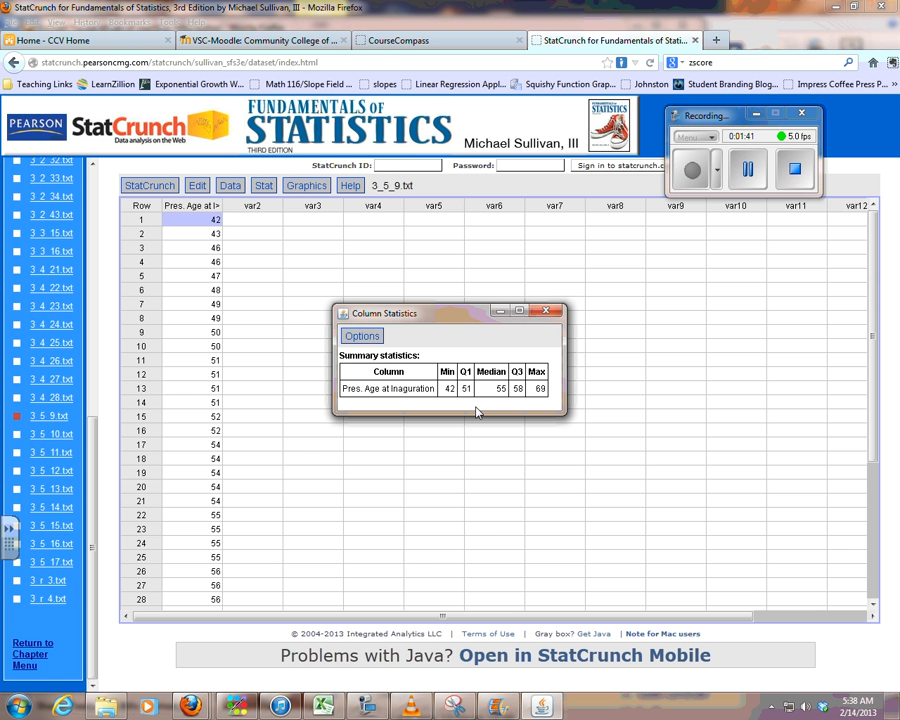 StatCrunch for Fundamentals of Statistics, 3rd Edition by Michael Sullivan, III - Mozilla Firefox
View History Bookmarks Tools Help
Home - CCV Home
VSC-Moodle: Community College of ...
CourseCompass
StatCrunch for Fundamentals of Stati...
statcrunch.pearsoncmg.com/statcrunch/sullivan_sfs3e/dataset/index.html
zscore
Teaching Links
LearnZillion
Exponential Growth W...
Math 116/Slope Field ...
slopes
Linear Regression Appl...
Squishy Function Graph...
Johnston
Student Branding Blog...
Impress Coffee Press P...
PEARSON
StatCrunch
Data analysis on the Web
FUNDAMENTALS OF
STATISTICS
THIRD EDITION
Michael Sullivan, III
Recording...
Menu
0:01:41
5.0 fps
StatCrunch ID:
Password:
Sign in to statcrunch.c
StatCrunch Edit Data Stat Graphics Help 3_5_9.txt
3_2_32.txt
3_2_33.txt
3_2_34.txt
3_2_43.txt
3_3_15.txt
3_3_16.txt
3_4_21.txt
3_4_22.txt
3_4_23.txt
3_4_24.txt
3_4_25.txt
3_4_26.txt
3_4_27.txt
3_4_28.txt
3_5_9.txt
3_5_10.txt
3_5_11.txt
3_5_12.txt
3_5_13.txt
3_5_14.txt
3_5_15.txt
3_5_16.txt
3_5_17.txt
3_r_3.txt
3_r_4.txt
Return to
Chapter
Menu
Row Pres. Age at I> var2 var3 var4 var5 var6 var7 var8 var9 var10 var11 var12
1 42
2 43
3 46
4 46
5 47
6 48
7 49
8 49
9 50
10 50
11 51
12 51
13 51
14 51
15 52
16 52
17 54
18 54
19 54
20 54
21 54
22 55
23 55
24 55
25 55
26 56
27 56
28 56
Column Statistics
Options
Summary statistics:
Column Min Q1 Median Q3 Max
Pres. Age at Inaguration 42 51 55 58 69
© 2004-2013 Integrated Analytics LLC | Terms of Use | Gray box? Get Java | Note for Mac users
Problems with Java? Open in StatCrunch Mobile
5:38 AM
2/14/2013